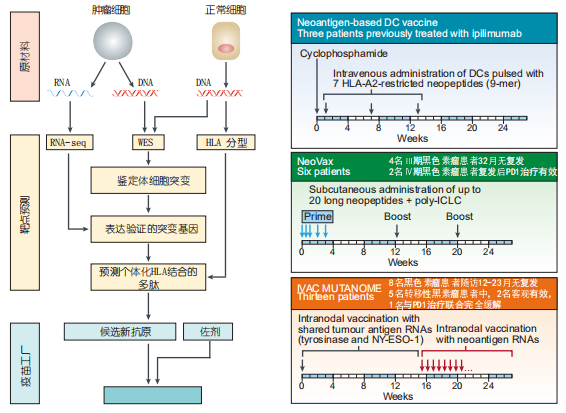 肿瘤细胞
正常细胞
原材料
RNA
DNA
DNA
RNA-seq
WES
HLA 分型
靶点预测
鉴定体细胞突变
表达验证的突变基因
预测个体化HLA结合的
多肽
候选新抗原
佐剂
疫苗工厂
Neoantigen-based DC vaccine
Three patients previously treated with ipilimumab
Cyclophosphamide
Intravenous administration of DCs pulsed with
7 HLA-A2-restricted neopeptides (9-mer)
0 4 8 12 16 20 24
Weeks
NeoVax
Six patients
4名 III期黑色素瘤患者32月无复发
2名 IV期黑色素瘤患者复发后PD1治疗有效
Subcutaneous administration of up to
20 long neopeptides + poly-ICLC
Prime
Boost
Boost
0 4 8 12 16 20 24
Weeks
IVAC MUTANOME
Thirteen patients
8名黑色素瘤患者随访12-23月无复发
5名转移性黑素瘤患者中，2名客观有效，
1名与PD1治疗联合完全缓解
Intranodal vaccination with
shared tumour antigen RNAs
(tyrosinase and NY-ESO-1)
Intranodal vaccination
with neoantigen RNAs
...
0 4 8 12 16 20 24
Weeks